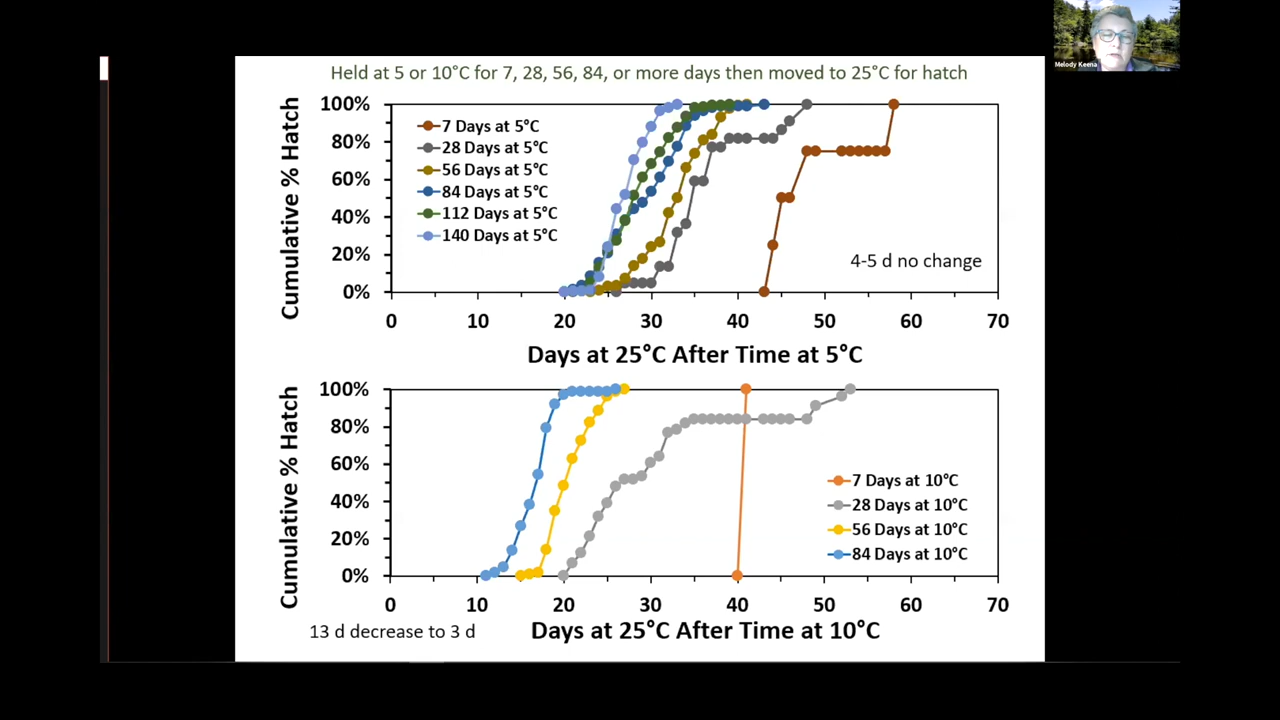 Melody Keena
Held at 5 or 10°C for 7, 28, 56, 84, or more days then moved to 25°C for hatch
Cumulative % Hatch
100%
80%
60%
40%
20%
0%
7 Days at 5°C
28 Days at 5°C
56 Days at 5°C
84 Days at 5°C
112 Days at 5°C
140 Days at 5°C
4-5 d no change
0 10 20 30 40 50 60 70
Days at 25°C After Time at 5°C
Cumulative % Hatch
100%
80%
60%
40%
20%
0%
7 Days at 10°C
28 Days at 10°C
56 Days at 10°C
84 Days at 10°C
0 10 20 30 40 50 60 70
13 d decrease to 3 d
Days at 25°C After Time at 10°C